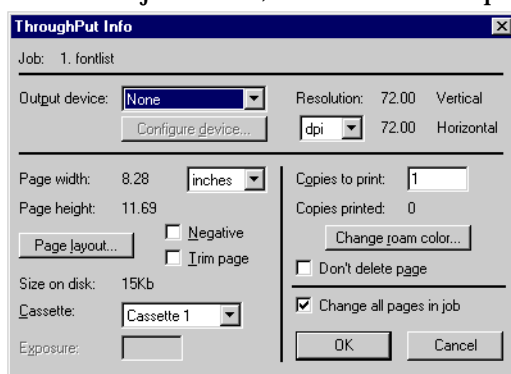 ThroughPut Info
Job: 1. fontlist
Output device: None
Configure device...
Resolution: 72.00 Vertical
dpi 72.00 Horizontal
Page width: 8.28 inches
Page height: 11.69
Page layout...
Negative
Trim page
Size on disk: 15Kb
Cassette: Cassette 1
Exposure:
Copies to print: 1
Copies printed: 0
Change roam color...
Don't delete page
Change all pages in job
OK Cancel